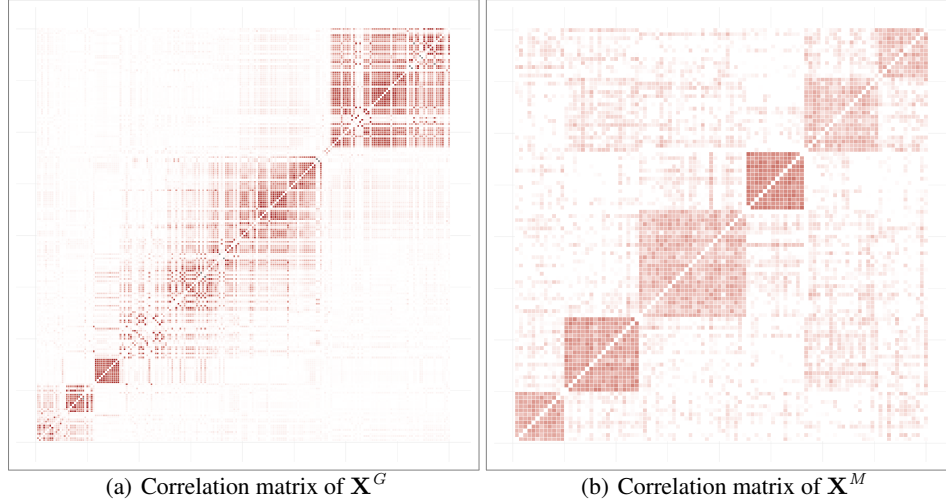 (a) Correlation matrix of X^G
(b) Correlation matrix of X^M